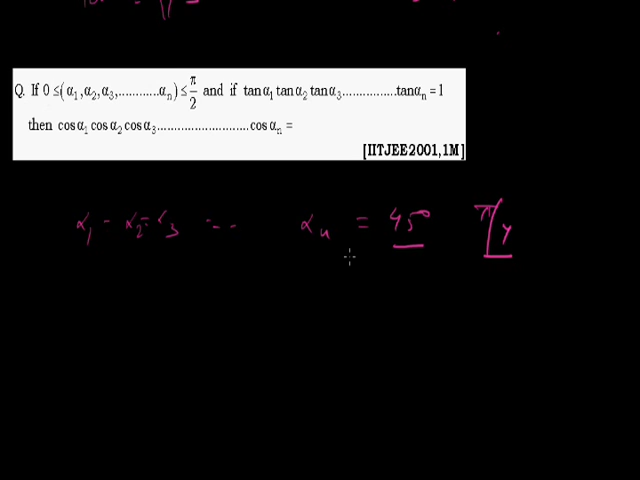 Q. If 0 ≤(α₁,α₂,α₃,............αₙ) ≤ π/2 and if tanα₁ tanα₂ tanα₃................tanαₙ = 1
then cosα₁ cosα₂ cosα₃..........................cosαₙ =
[IITJEE2001,1M]
α₁ = α₂ = α₃ ... αₙ = 45° π/4